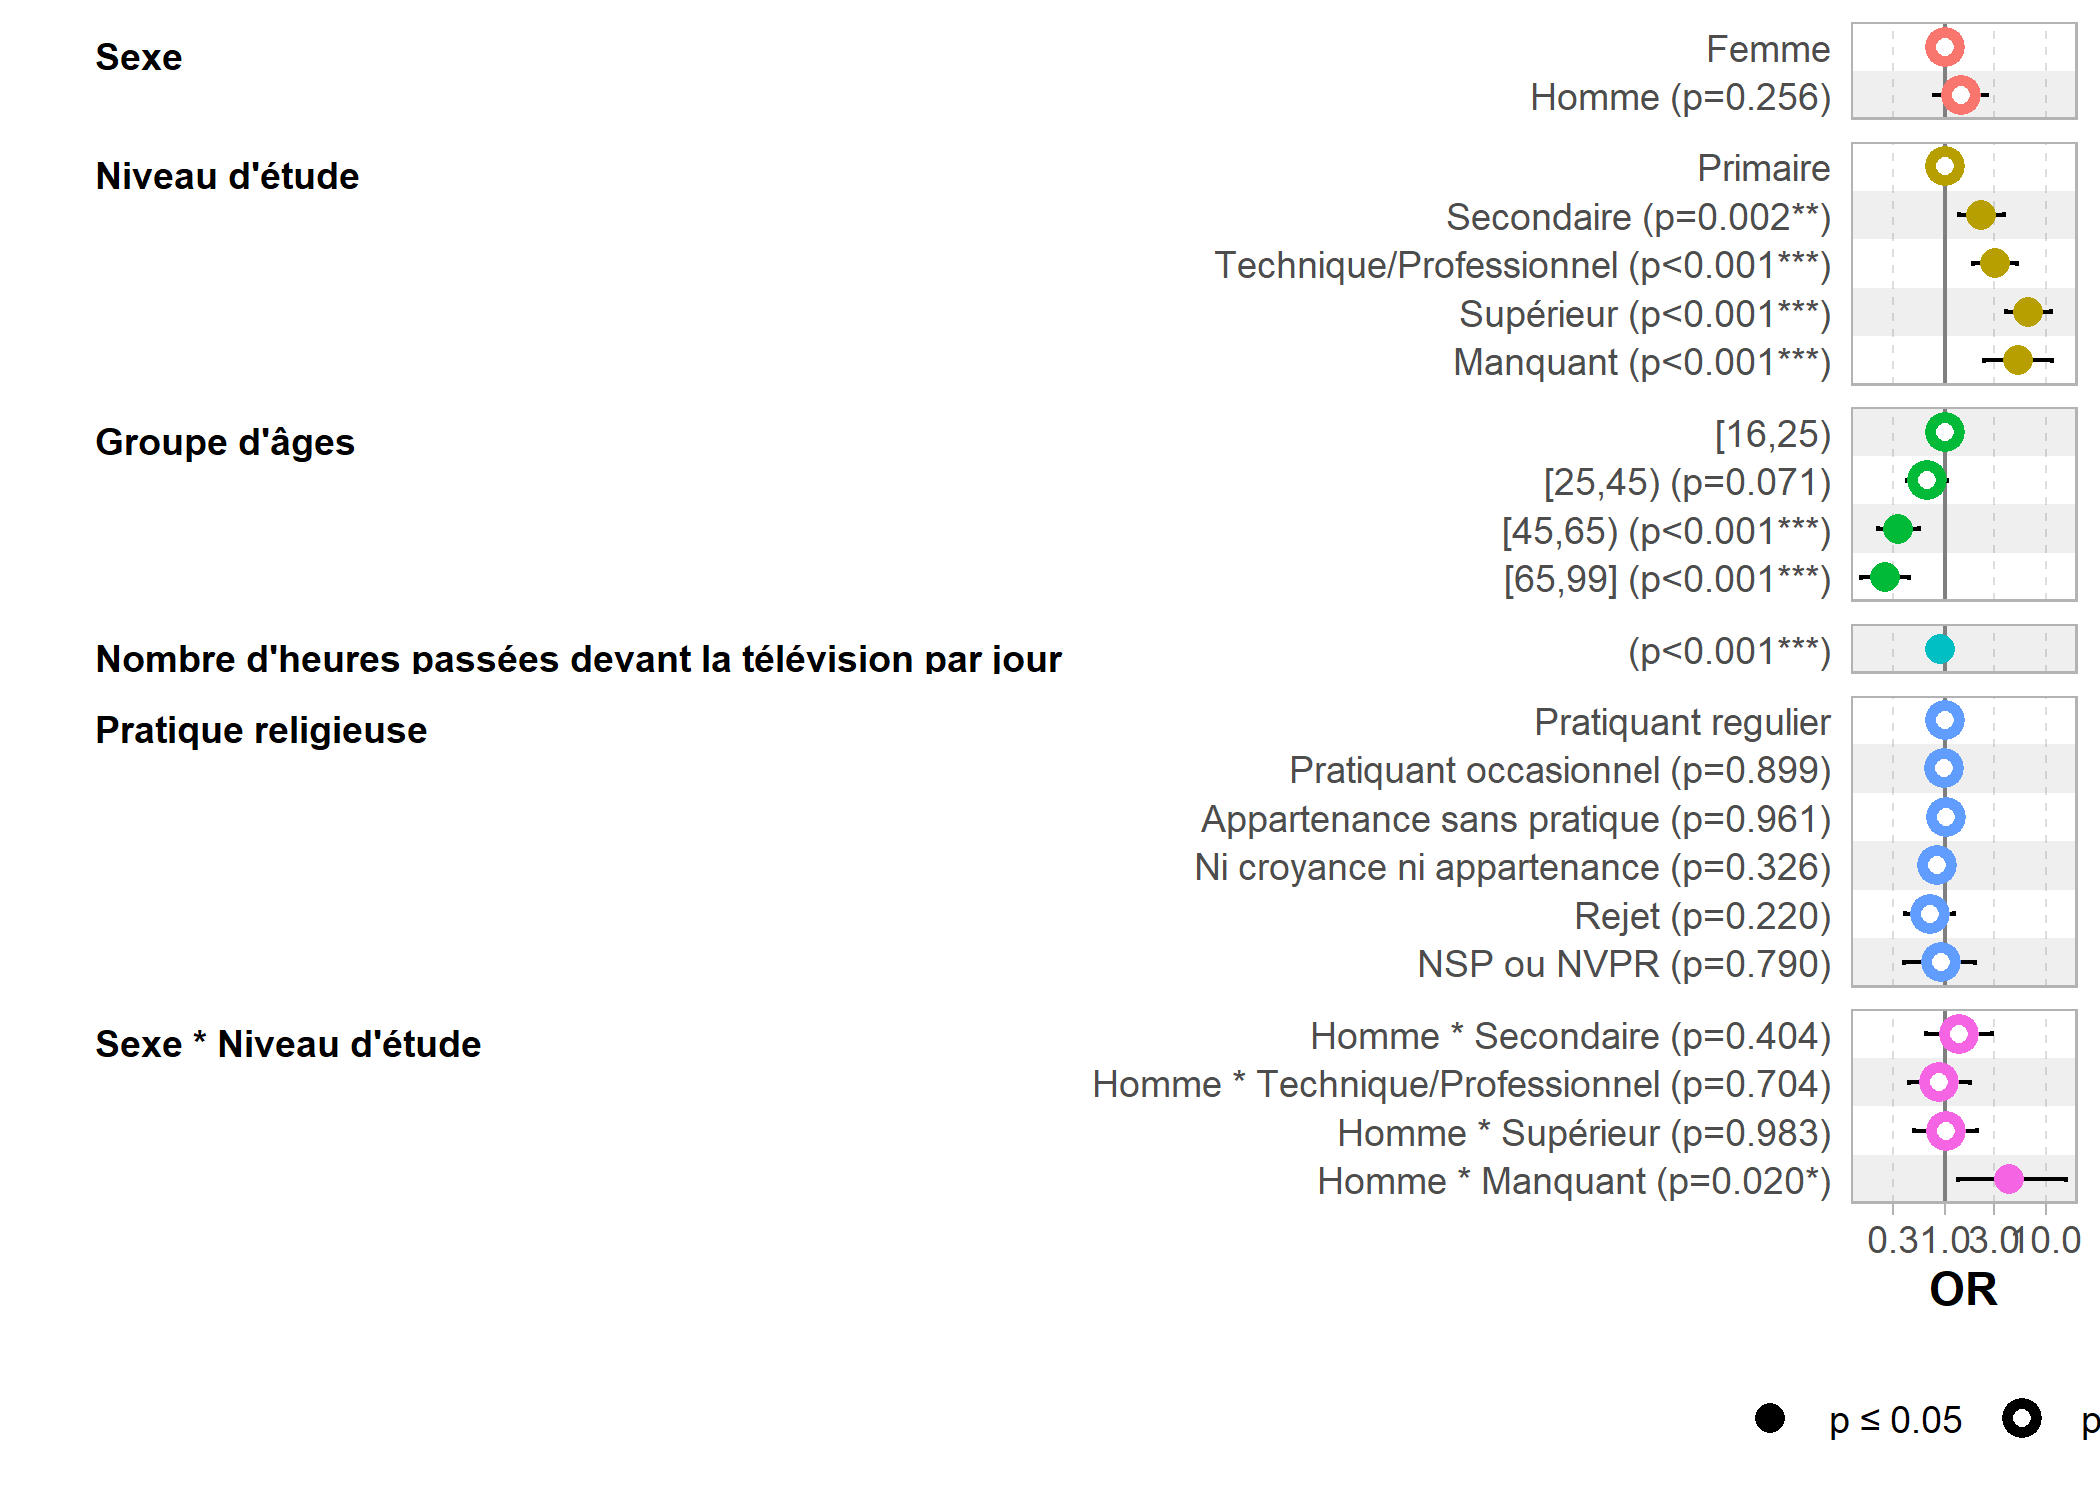 Sexe
Femme
Homme (p=0.256)
Niveau d'étude
Primaire
Secondaire (p=0.002**)
Technique/Professionnel (p<0.001***)
Supérieur (p<0.001***)
Manquant (p<0.001***)
Groupe d'âges
[16,25)
[25,45) (p=0.071)
[45,65) (p<0.001***)
[65,99] (p<0.001***)
Nombre d'heures passées devant la télévision par jour
(p<0.001***)
Pratique religieuse
Pratiquant regulier
Pratiquant occasionnel (p=0.899)
Appartenance sans pratique (p=0.961)
Ni croyance ni appartenance (p=0.326)
Rejet (p=0.220)
NSP ou NVPR (p=0.790)
Sexe * Niveau d'étude
Homme * Secondaire (p=0.404)
Homme * Technique/Professionnel (p=0.704)
Homme * Supérieur (p=0.983)
Homme * Manquant (p=0.020*)
0.3 1.0 3.0 10.0
OR
p ≤ 0.05 p